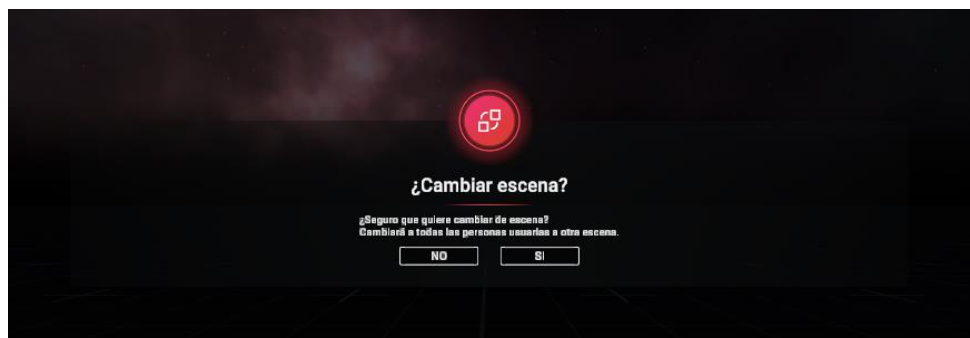 ¿Cambiar escena?
¿Seguro que quiere cambiar de escena?
Cambiará a todas las personas usuarias a otra escena.
NO
SI